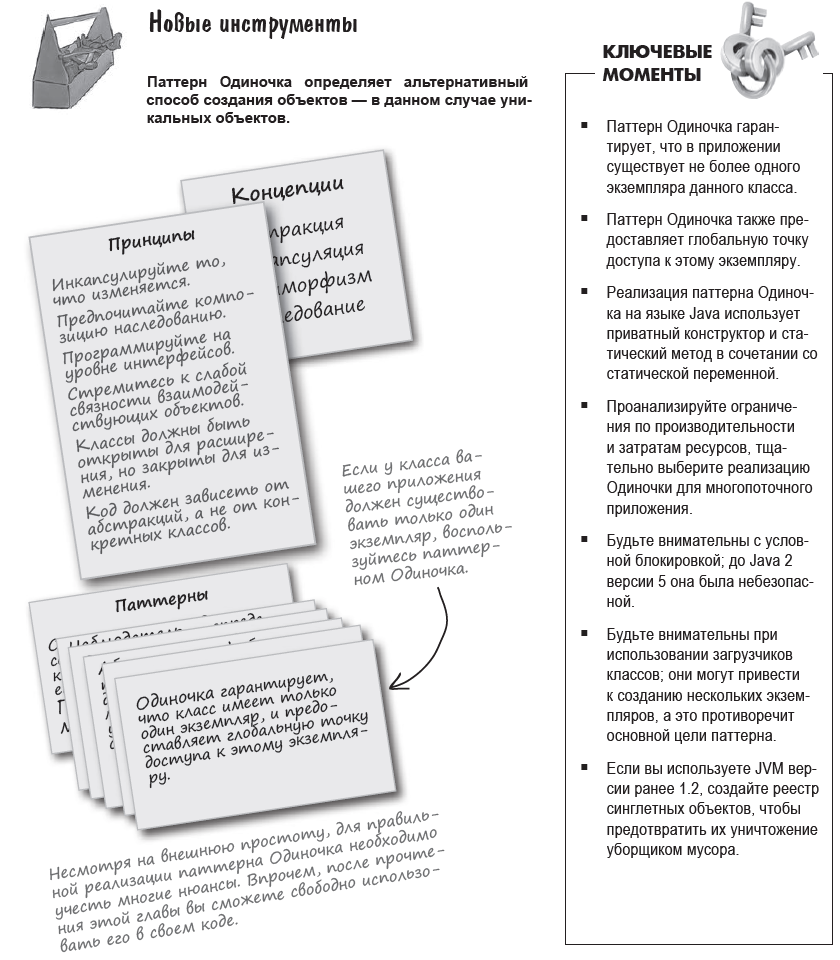 Новые инструменты
Паттерн Одиночка определяет альтернативный
способ создания объектов — в данном случае уни-
кальных объектов.
Концепции
Принципы
Инкапсулируйте то,
что изменяется.
Предпочитайте компо-
зицию наследованию.
Программируйте на
уровне интерфейсов.
Стремитесь к слабой
связности взаимодей-
ствующих объектов.
Классы должны быть
открыты для расшире-
ния, но закрыты для из-
менения.
Код должен зависеть от
абстракций, а не от кон-
кретных классов.
Если у класса ва-
шего приложения
должен существо-
вать только один
экземпляр, восполь-
зуйтесь паттер-
ном Одиночка.
Паттерны
Одиночка гарантирует,
что класс имеет только
один экземпляр, и предо-
ставляет глобальную точку
доступа к этому экземпля-
ру.
Несмотря на внешнюю простоту, для правиль-
ной реализации паттерна Одиночка необходимо
учесть многие нюансы. Впрочем, после прочте-
ния этой главы вы сможете свободно использо-
вать его в своем коде.
КЛЮЧЕВЫЕ
МОМЕНТЫ
Паттерн Одиночка гаран-
тирует, что в приложении
существует не более одного
экземпляра данного класса.
Паттерн Одиночка также пре-
доставляет глобальную точку
доступа к этому экземпляру.
Реализация паттерна Одиноч-
ка на языке Java использует
приватный конструктор и ста-
тический метод в сочетании со
статической переменной.
Проанализируйте ограниче-
ния по производительности
и затратам ресурсов, тща-
тельно выберите реализацию
Одиночки для многопоточного
приложения.
Будьте внимательны с услов-
ной блокировкой; до Java 2
версии 5 она была небезопас-
ной.
Будьте внимательны при
использовании загрузчиков
классов; они могут привести
к созданию нескольких экзем-
пляров, а это противоречит
основной цели паттерна.
Если вы используете JVM вер-
сии ранее 1.2, создайте реестр
синглетных объектов, чтобы
предотвратить их уничтожение
уборщиком мусора.